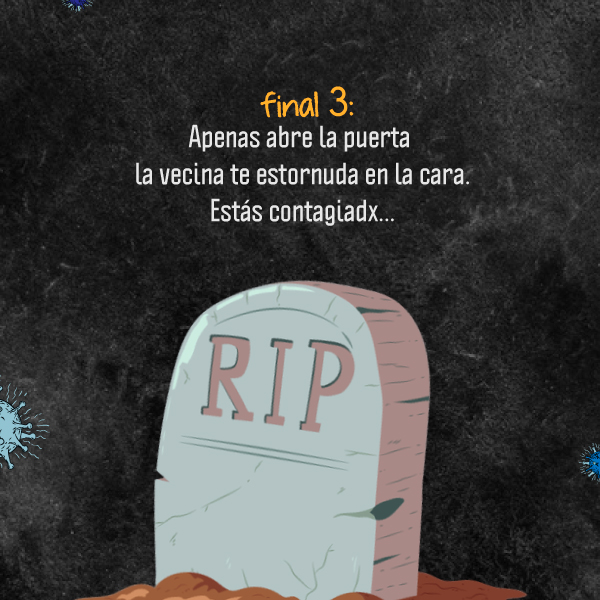 final 3:
Apenas abre la puerta
la vecina te estornuda en la cara.
Estás contagiadx...
RIP